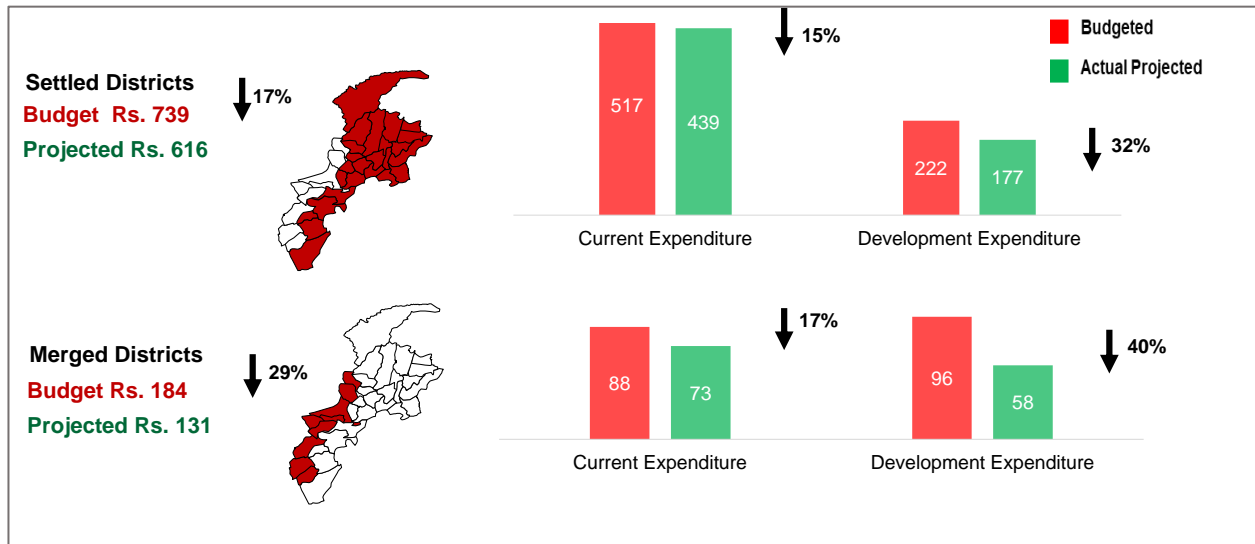 Settled Districts
Budget Rs. 739
Projected Rs. 616
17%
517
439
15%
222
177
32%
Current Expenditure
Development Expenditure
Budgeted
Actual Projected
Merged Districts
Budget Rs. 184
Projected Rs. 131
29%
88
73
17%
96
58
40%
Current Expenditure
Development Expenditure